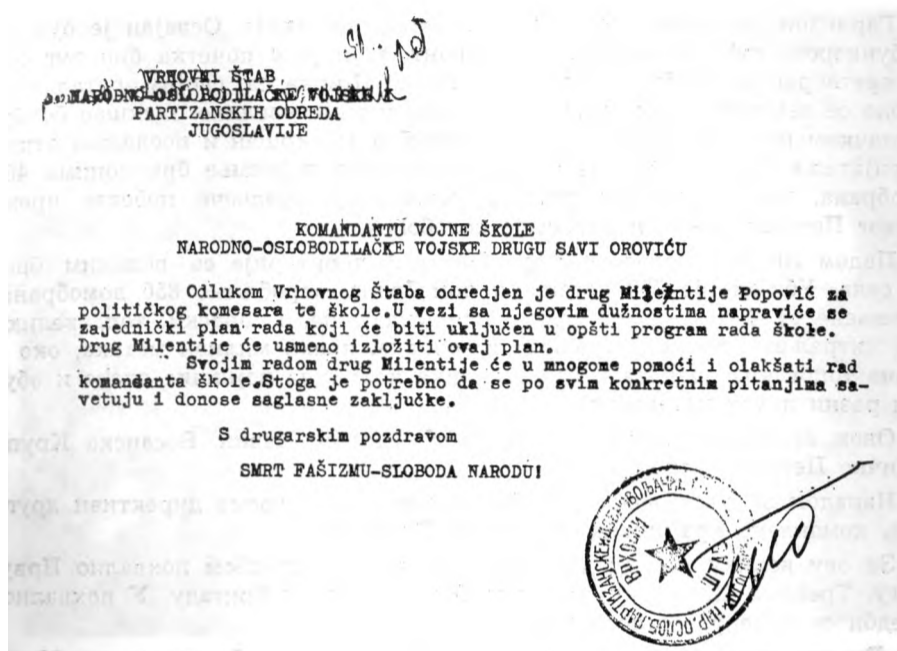 VRHOVNI ŠTAB
NARODNO-OSLOBODILAČKE VOJSKE I
PARTIZANSKIH ODREDA
JUGOSLAVIJE
KOMANDANTU VOJNE ŠKOLE
NARODNO-OSLOBODILAČKE VOJSKE DRUGU SAVI OROVIĆU
Odlukom Vrhovnog Štaba odredjen je drug Milentije Popović za
političkog komesara te škole.U vezi sa njegovim dužnostima napraviće se
zajednički plan rada koji će biti uključen u opšti program rada škole.
Drug Milentije će usmeno izložiti ovaj plan.
Svojim radom drug Milentije će u mnogome pomoći i olakšati rad
komandanta škole.Stoga je potrebno da se po svim konkretnim pitanjima sa-
vetuju i donose saglasne zaključke.
S drugarskim pozdravom
SMRT FAŠIZMU-SLOBODA NARODU!
ВРХОВНИ
ШТАБ